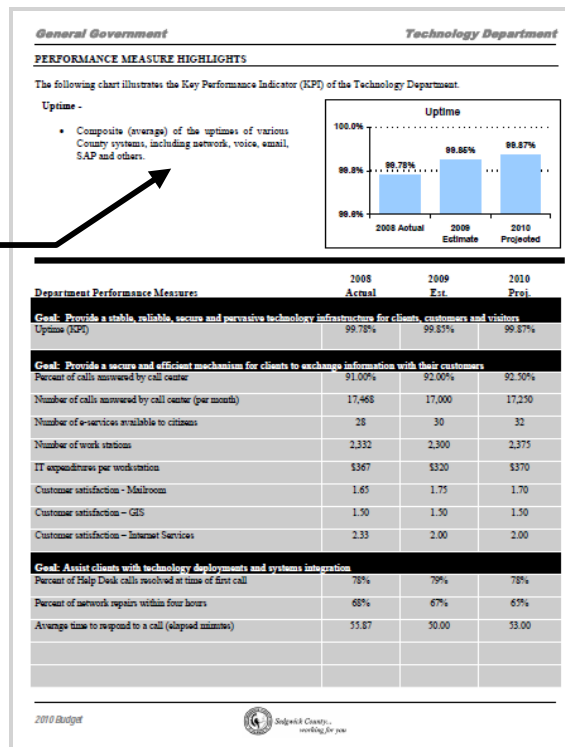 General Government Technology Department
PERFORMANCE MEASURE HIGHLIGHTS
The following chart illustrates the Key Performance Indicator (KPI) of the Technology Department.
Uptime -
• Composite (average) of the uptimes of various
County systems, including network, voice, email,
SAP and others.
Uptime
100.0%
99.8%
99.6%
99.78%
99.85%
99.87%
2008 Actual 2009 2010
Estimate Projected
2008 2009 2010
Department Performance Measures Actual Est. Proj.
Goal: Provide a stable, reliable, secure and pervasive technology infrastructure for clients, customers and visitors
Uptime (KPI) 99.78% 99.85% 99.87%
Goal: Provide a secure and efficient mechanism for clients to exchange information with their customers
Percent of calls answered by call center 91.00% 92.00% 92.50%
Number of calls answered by call center (per month) 17,468 17,000 17,250
Number of e-services available to citizens 28 30 32
Number of work stations 2,332 2,300 2,375
IT expenditures per workstation $367 $320 $370
Customer satisfaction - Mailroom 1.65 1.75 1.70
Customer satisfaction – GIS 1.50 1.50 1.50
Customer satisfaction – Internet Services 2.33 2.00 2.00
Goal: Assist clients with technology deployments and systems integration
Percent of Help Desk calls resolved at time of first call 78% 79% 78%
Percent of network repairs within four hours 68% 67% 65%
Average time to respond to a call (elapsed minutes) 55.87 50.00 53.00
2010 Budget
Sedgwick County...
working for you